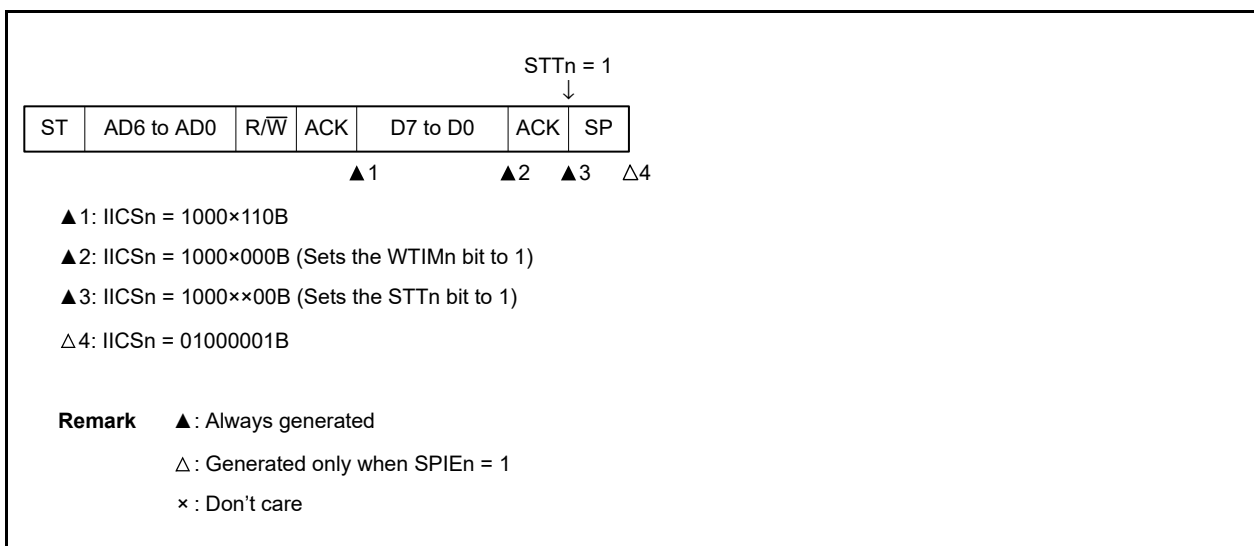 STTn = 1
↓
ST AD6 to AD0 R/W̅ ACK D7 to D0 ACK SP
▲1 ▲2 ▲3 △4
▲1: IICSn = 1000×110B
▲2: IICSn = 1000×000B (Sets the WTIMn bit to 1)
▲3: IICSn = 1000××00B (Sets the STTn bit to 1)
△4: IICSn = 01000001B
Remark ▲: Always generated
△: Generated only when SPIEn = 1
× : Don't care